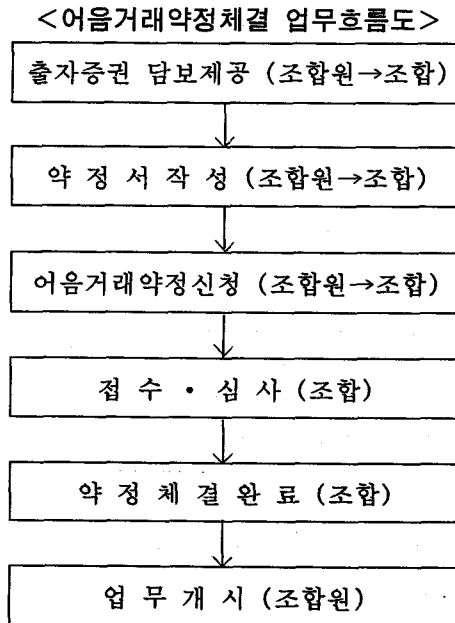 <어음거래약정체결 업무흐름도>
출자증권 담보제공 (조합원→조합)
약 정 서 작 성 (조합원→조합)
어음거래약정신청 (조합원→조합)
접 수 · 심 사 (조합)
약 정 체 결 완 료 (조합)
업 무 개 시 (조합원)